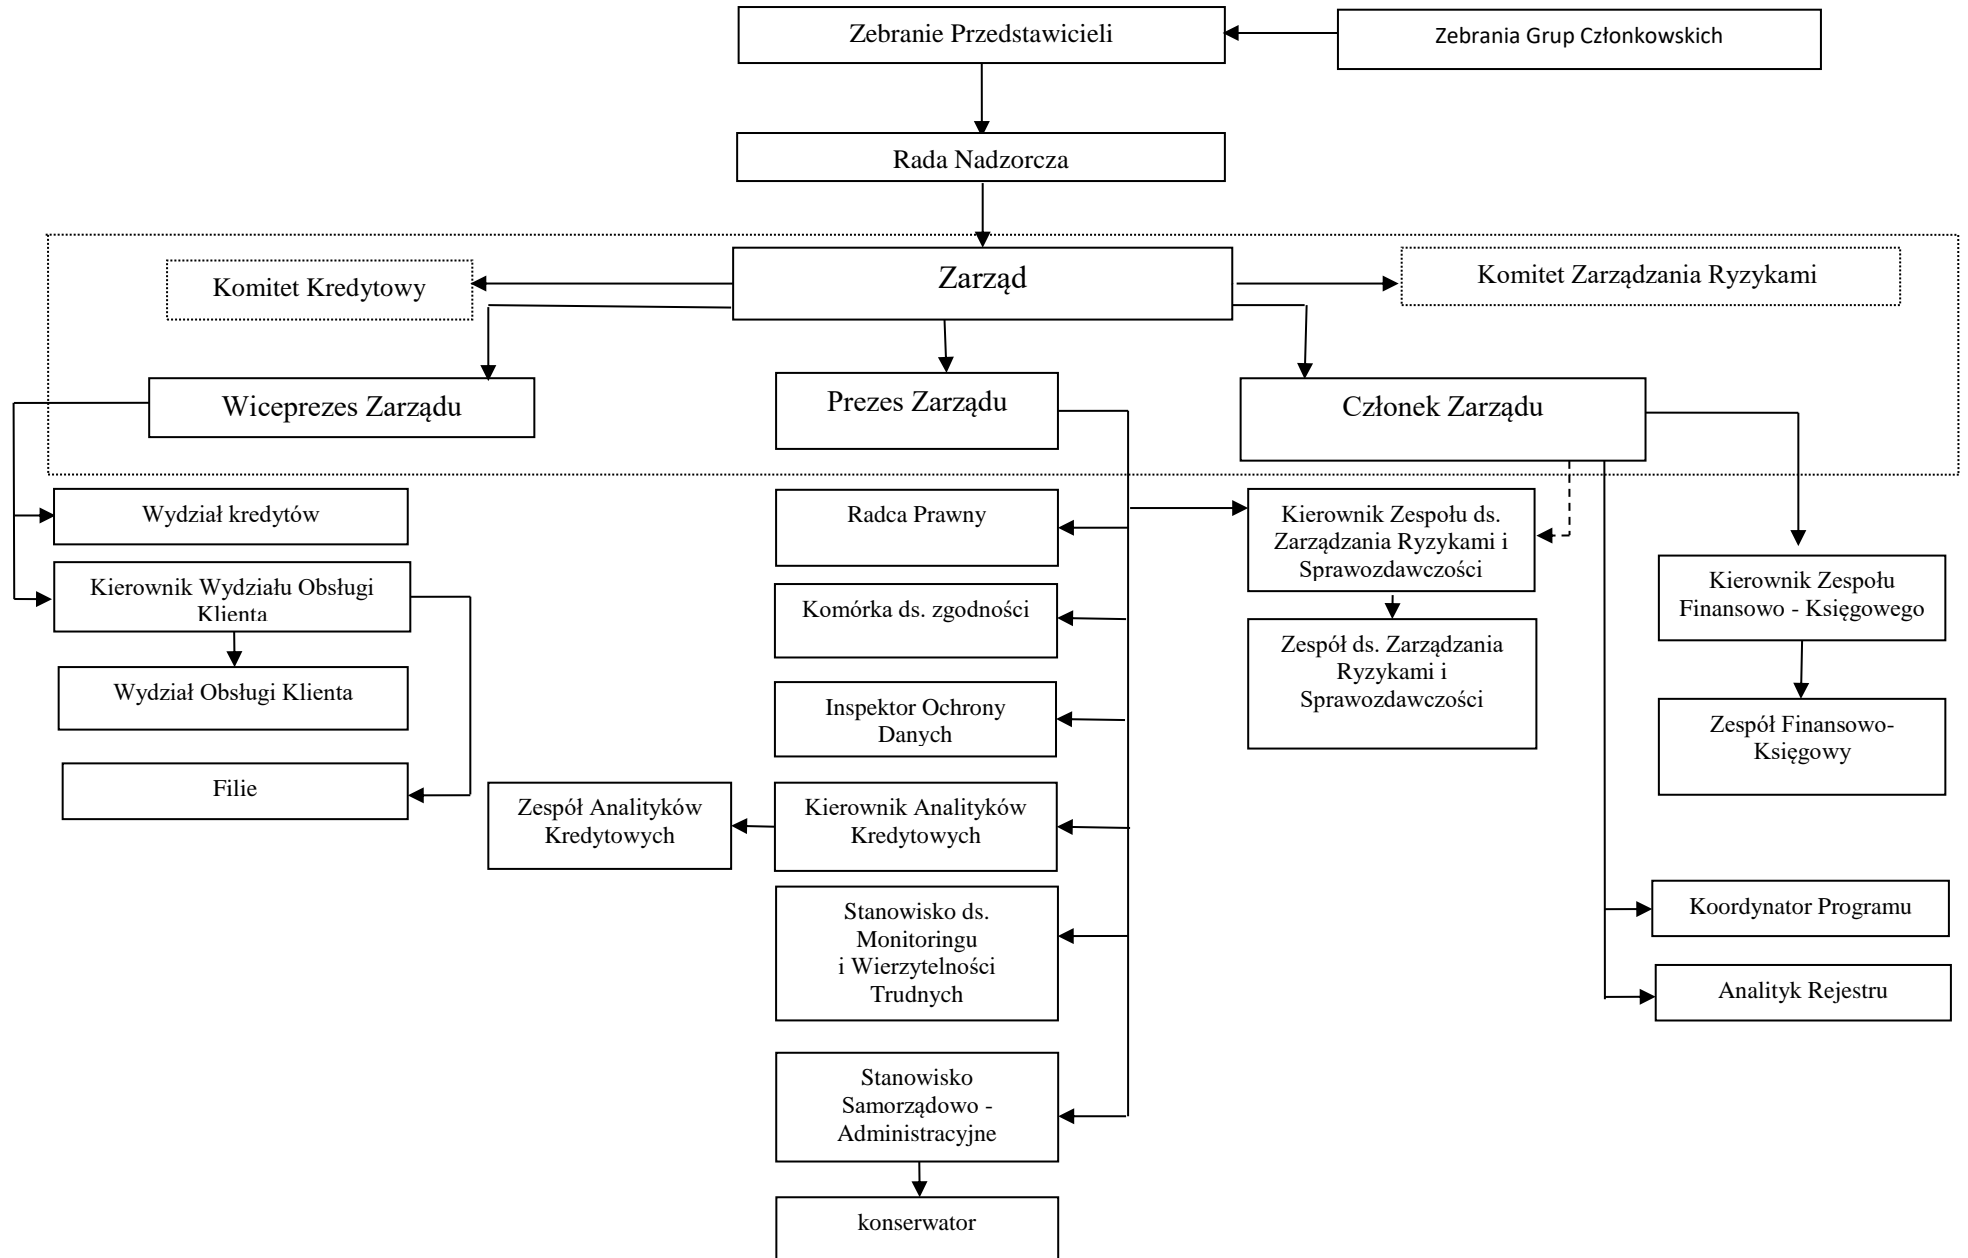 Zebranie Przedstawicieli
Zebrania Grup Członkowskich
Rada Nadzorcza
Zarząd
Komitet Kredytowy
Komitet Zarządzania Ryzykami
Wiceprezes Zarządu
Prezes Zarządu
Członek Zarządu
Wydział kredytów
Kierownik Wydziału Obsługi
Klienta
Wydział Obsługi Klienta
Filie
Radca Prawny
Komórka ds. zgodności
Inspektor Ochrony
Danych
Zespół Analityków
Kredytowych
Kierownik Analityków
Kredytowych
Stanowisko ds.
Monitoringu
i Wierzytelności
Trudnych
Stanowisko
Samorządowo -
Administracyjne
konserwator
Kierownik Zespołu ds.
Zarządzania Ryzykami i
Sprawozdawczości
Zespół ds. Zarządzania
Ryzykami i
Sprawozdawczości
Kierownik Zespołu
Finansowo - Księgowego
Zespół Finansowo-
Księgowy
Koordynator Programu
Analityk Rejestru